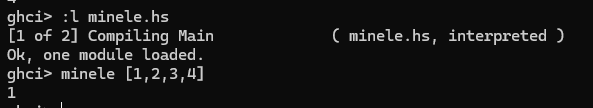 ghci> :l minele.hs
[1 of 2] Compiling Main             ( minele.hs, interpreted )
Ok, one module loaded.
ghci> minele [1,2,3,4]
1